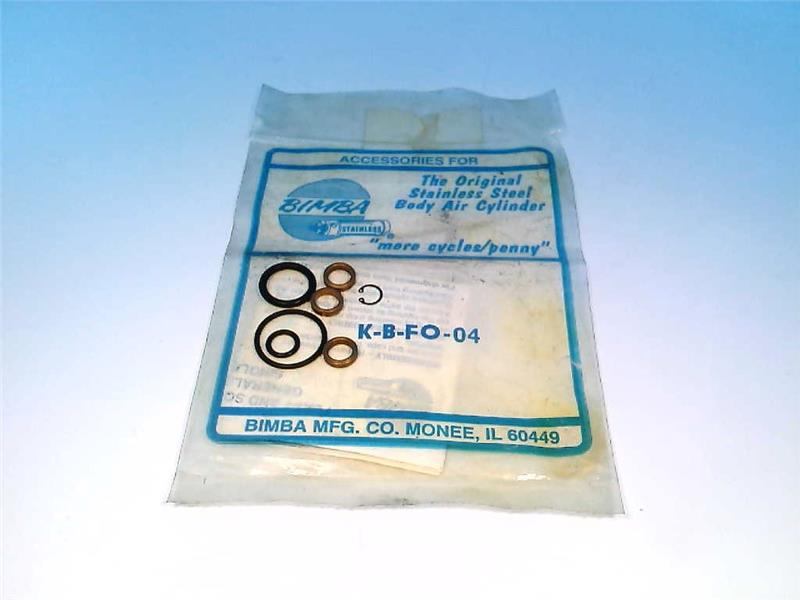 ACCESSORIES FOR
BIMBA
STAINLESS
®
The Original
Stainless Steel
Body Air Cylinder
"more cycles/penny"
K-B-FO-04
GENERAL
BIMBA MFG. CO. MONEE, IL 60449